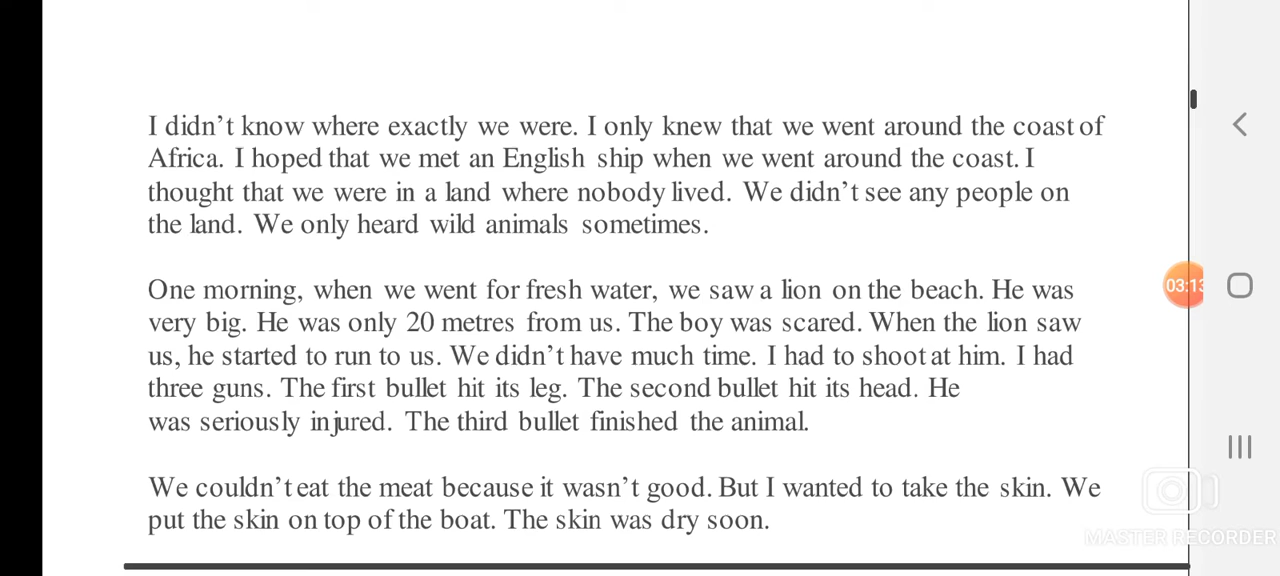 I didn't know where exactly we were. I only knew that we went around the coast of
Africa. I hoped that we met an English ship when we went around the coast. I
thought that we were in a land where nobody lived. We didn't see any people on
the land. We only heard wild animals sometimes.
One morning, when we went for fresh water, we saw a lion on the beach. He was
very big. He was only 20 metres from us. The boy was scared. When the lion saw
us, he started to run to us. We didn't have much time. I had to shoot at him. I had
three guns. The first bullet hit its leg. The second bullet hit its head. He
was seriously injured. The third bullet finished the animal.
We couldn't eat the meat because it wasn't good. But I wanted to take the skin. We
put the skin on top of the boat. The skin was dry soon.
03:13
MASTER RECORDER